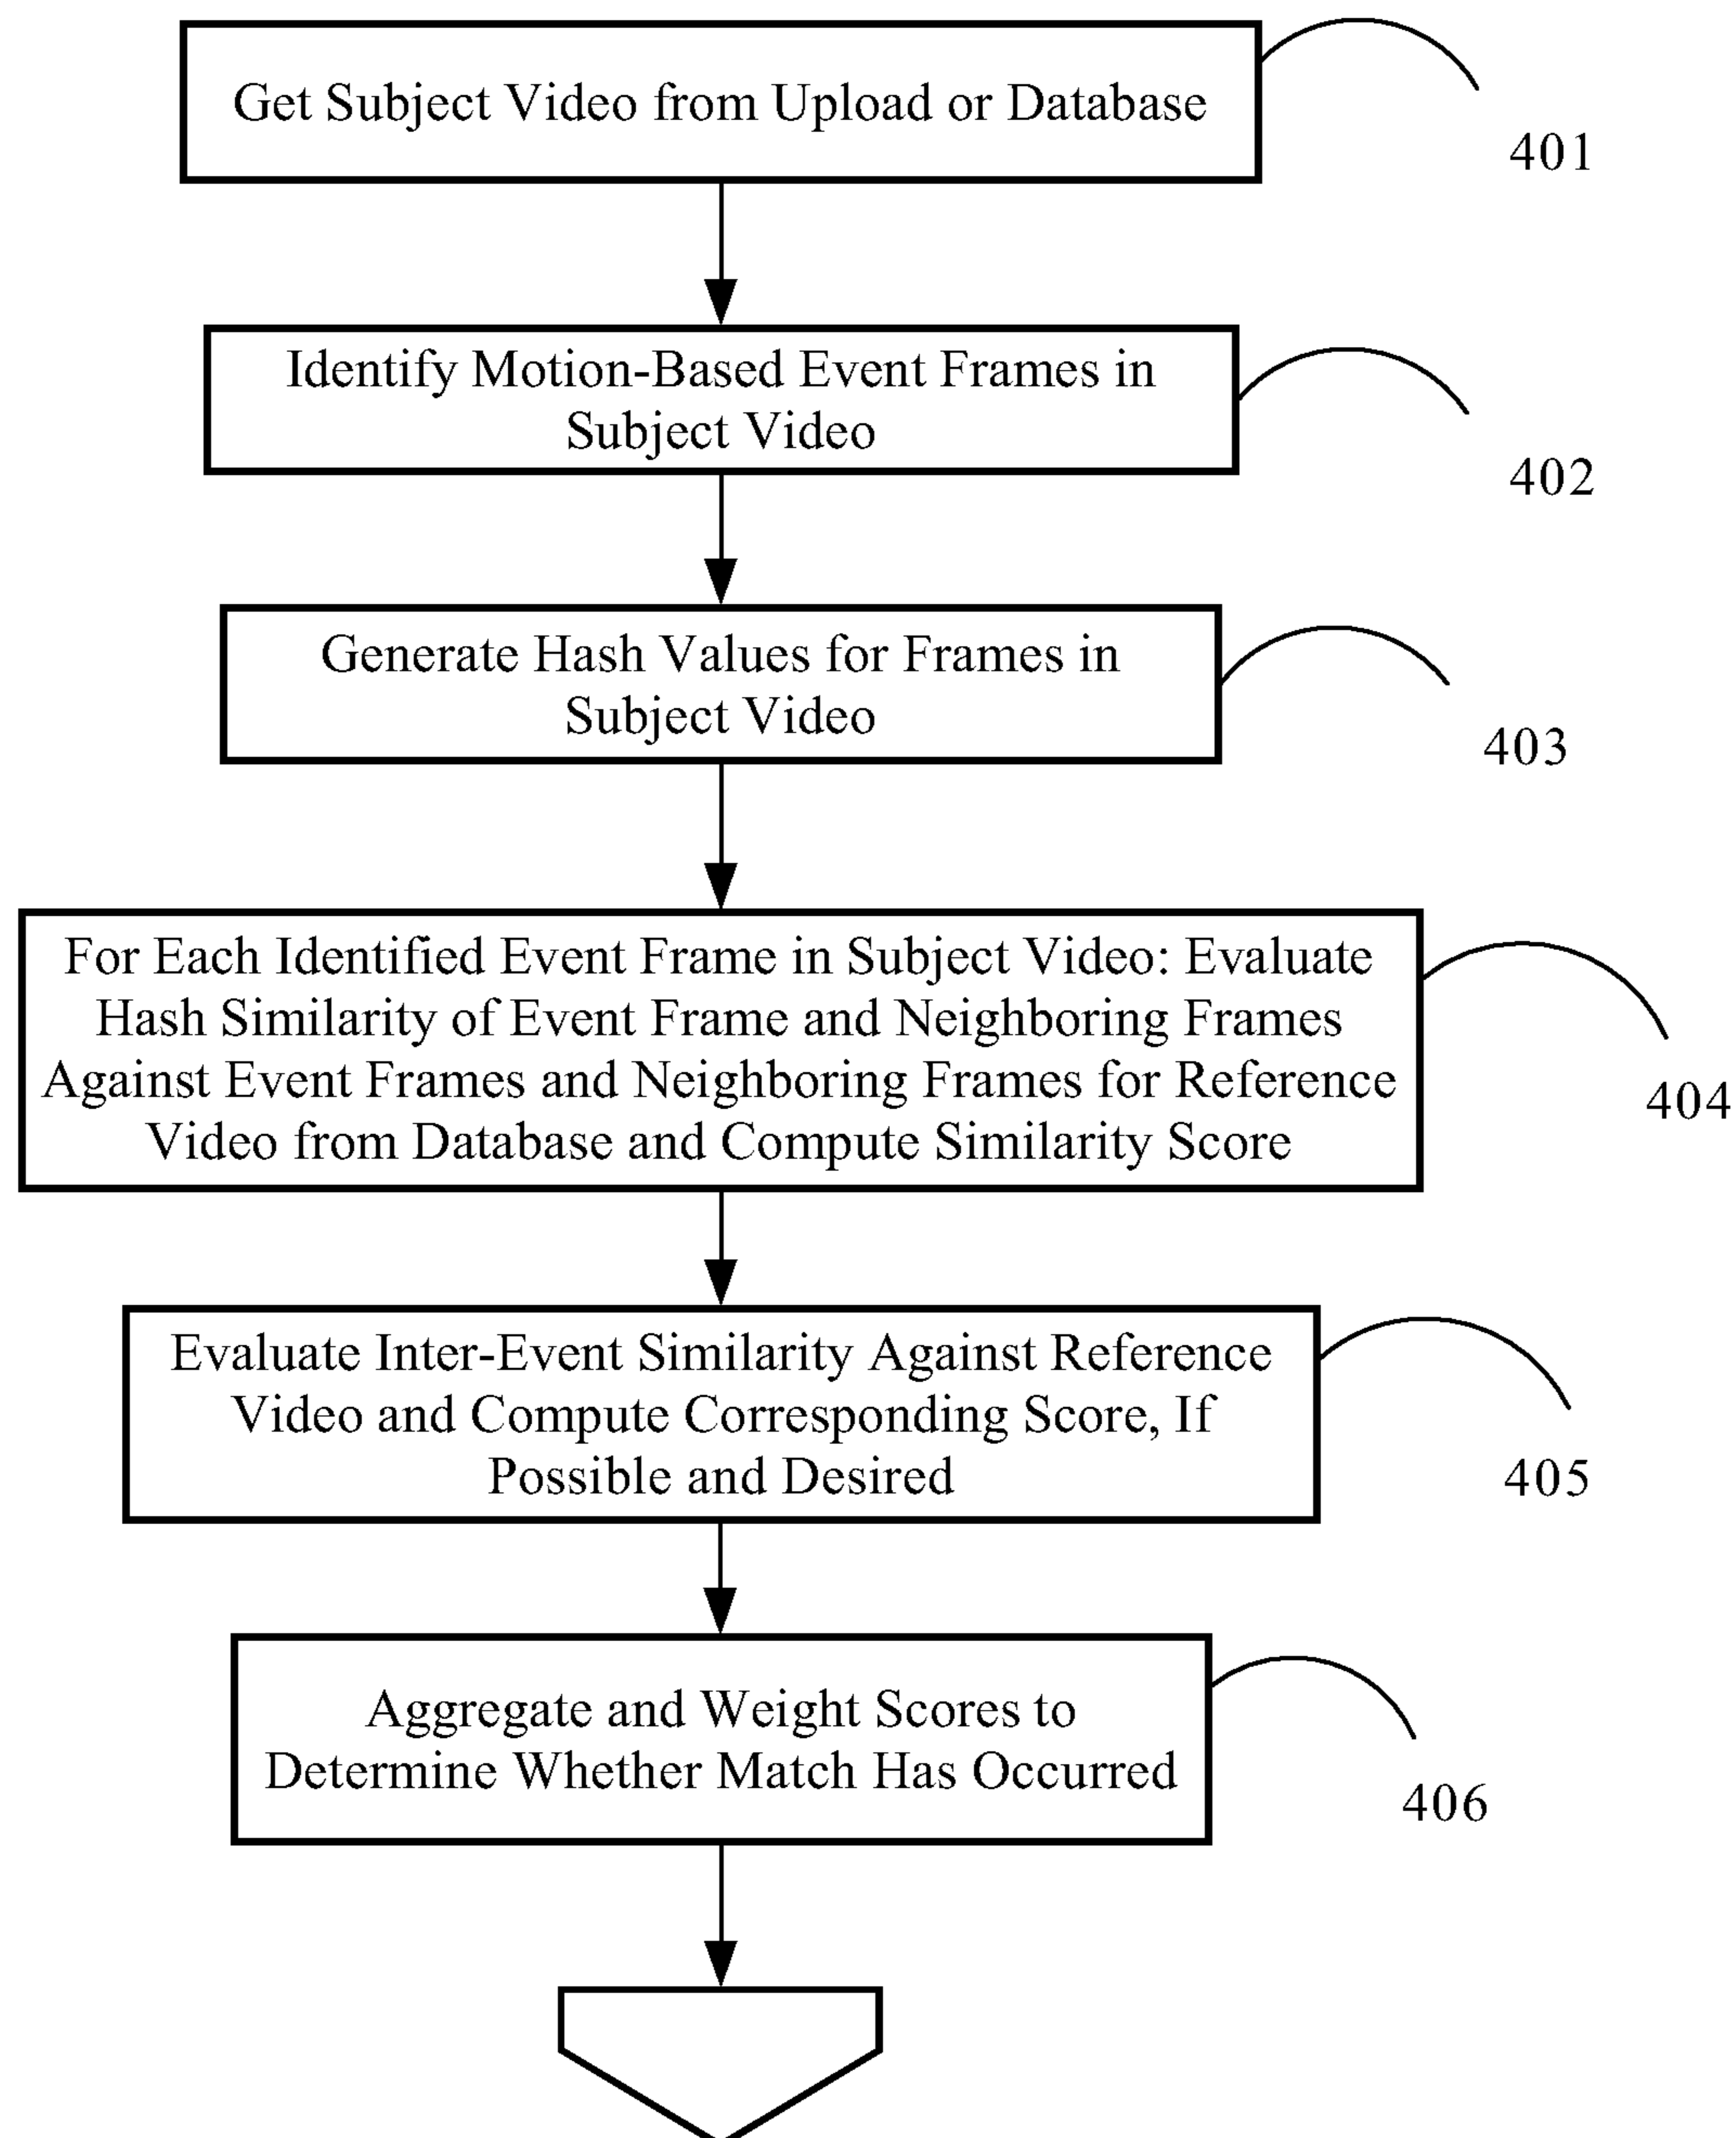 Get Subject Video from Upload or Database
401
Identify Motion-Based Event Frames in
Subject Video
402
Generate Hash Values for Frames in
Subject Video
403
For Each Identified Event Frame in Subject Video: Evaluate
Hash Similarity of Event Frame and Neighboring Frames
Against Event Frames and Neighboring Frames for Reference
Video from Database and Compute Similarity Score
404
Evaluate Inter-Event Similarity Against Reference
Video and Compute Corresponding Score, If
Possible and Desired
405
Aggregate and Weight Scores to
Determine Whether Match Has Occurred
406